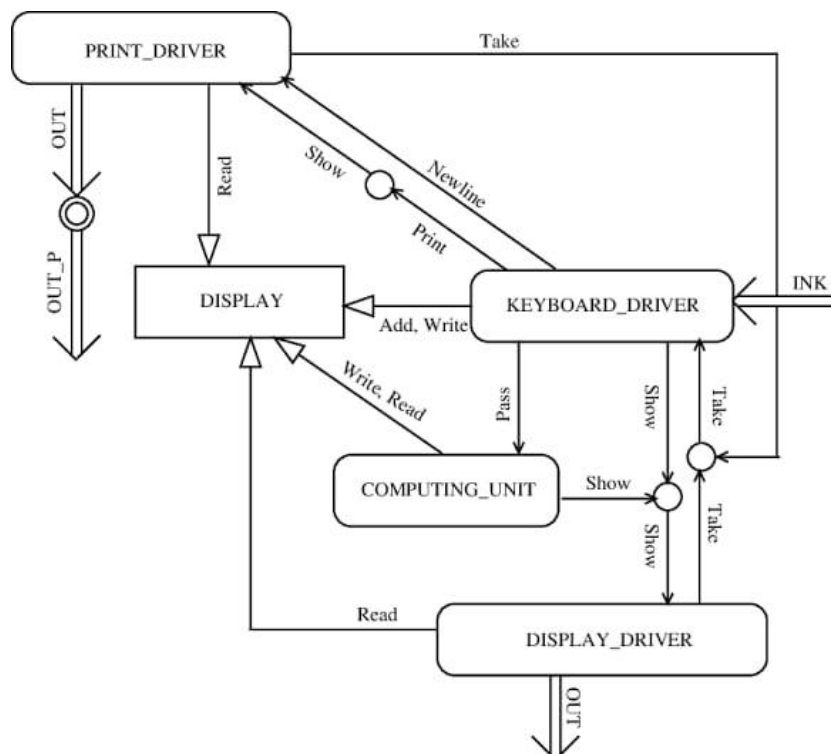 Take
PRINT_DRIVER
OUT
Read
Show
Newline
Print
OUT_P
INK
DISPLAY
KEYBOARD_DRIVER
Add, Write
Write, Read
Pass
Show
Take
COMPUTING_UNIT
Show
Show
Take
Read
DISPLAY_DRIVER
OUT